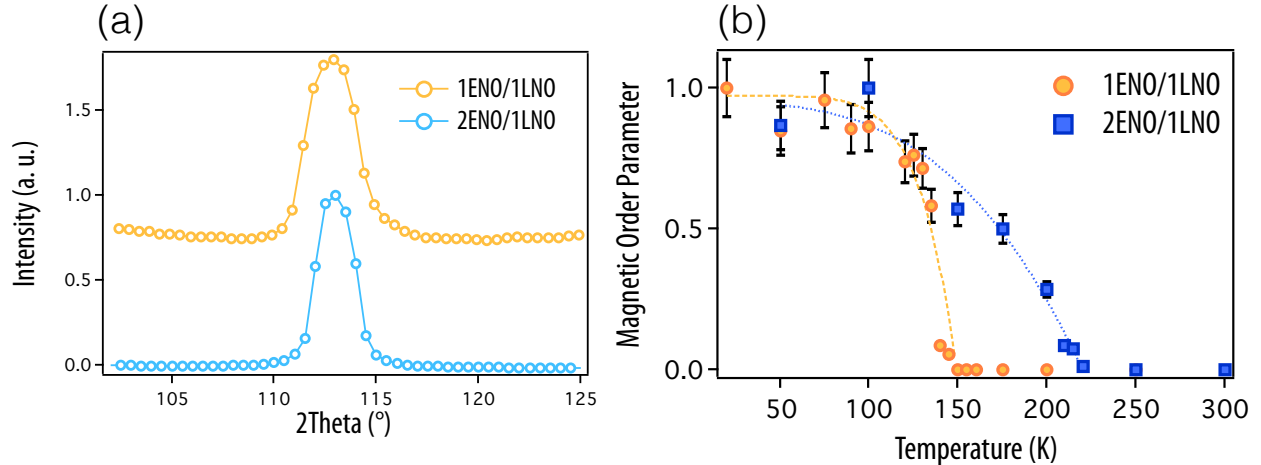 (a)
1ENO/1LNO
2ENO/1LNO
Intensity (a. u.)
1.5
1.0
0.5
0.0
105
110
115
120
125
2Theta (°)
(b)
1ENO/1LNO
2ENO/1LNO
Magnetic Order Parameter
1.0
0.5
0.0
50
100
150
200
250
300
Temperature (K)